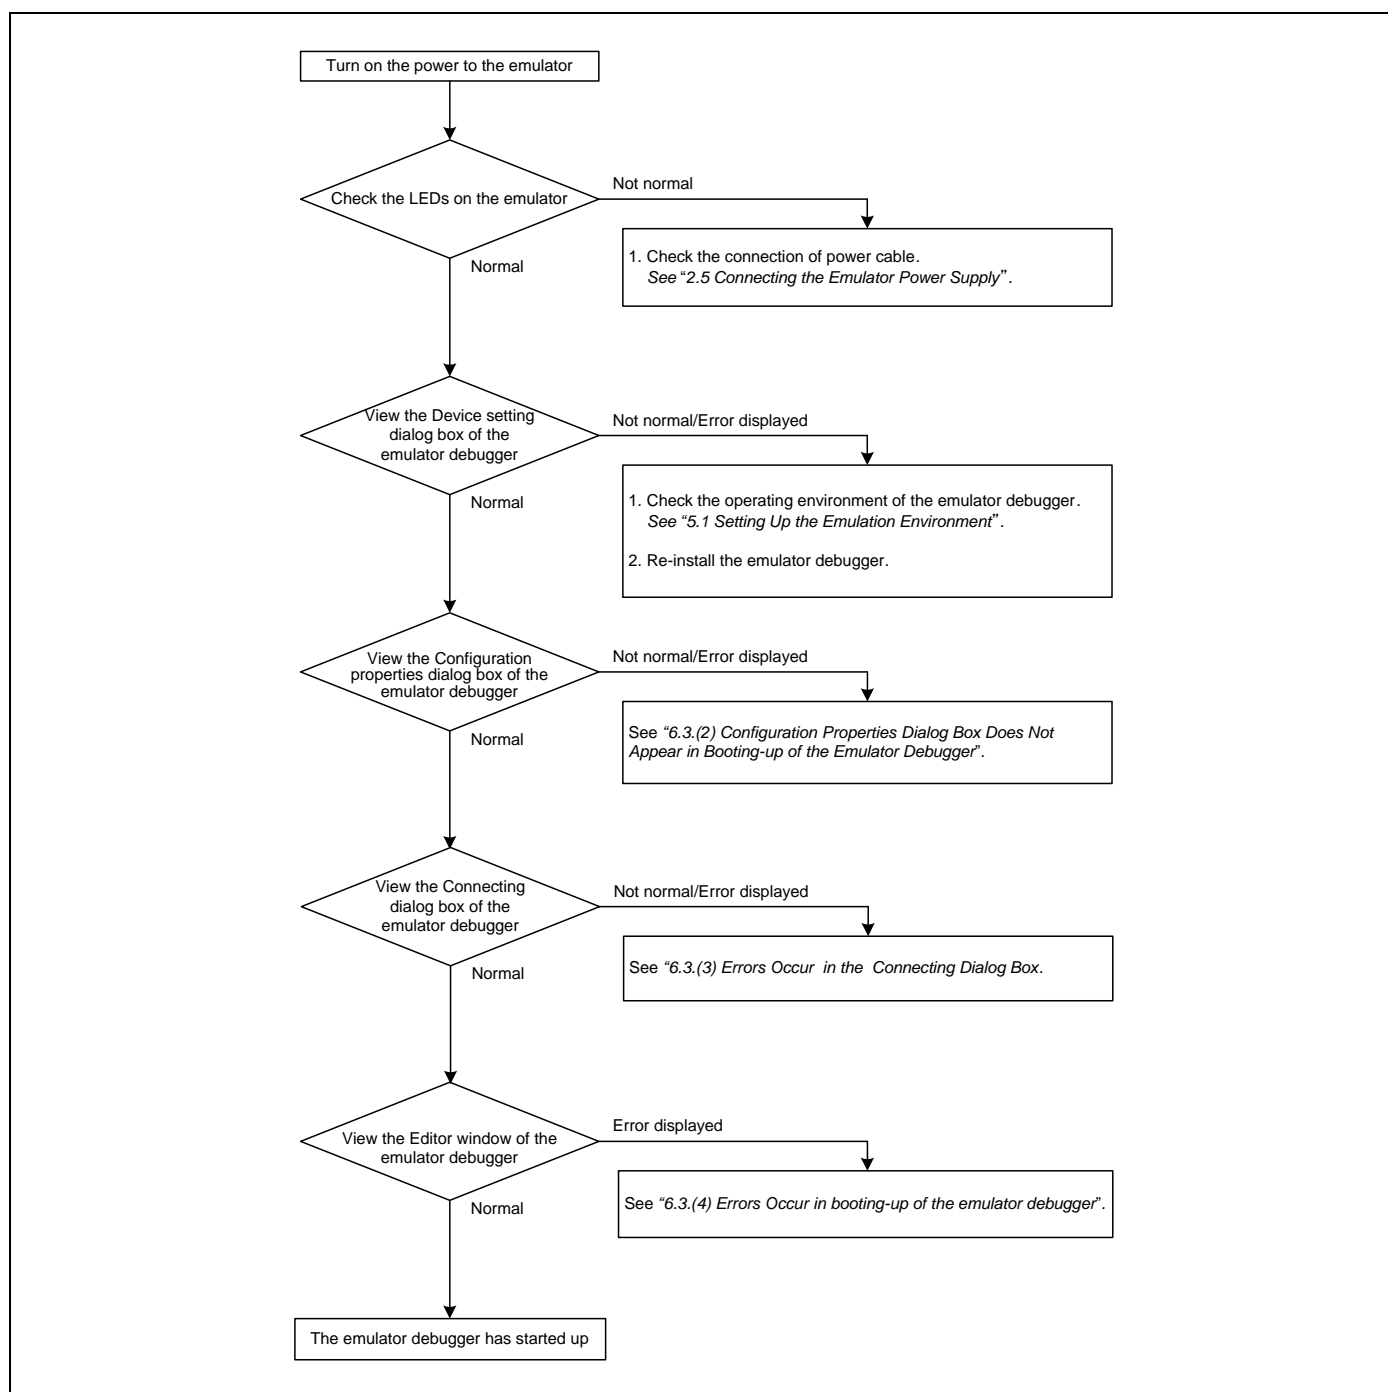 Turn on the power to the emulator
Check the LEDs on the emulator
Not normal
1. Check the connection of power cable.
See “2.5 Connecting the Emulator Power Supply”.
Normal
View the Device setting
dialog box of the
emulator debugger
Not normal/Error displayed
1. Check the operating environment of the emulator debugger.
See “5.1 Setting Up the Emulation Environment”.
2. Re-install the emulator debugger.
Normal
View the Configuration
properties dialog box of the
emulator debugger
Not normal/Error displayed
See “6.3.(2) Configuration Properties Dialog Box Does Not
Appear in Booting-up of the Emulator Debugger”.
Normal
View the Connecting
dialog box of the
emulator debugger
Not normal/Error displayed
See “6.3.(3) Errors Occur in the Connecting Dialog Box.
Normal
View the Editor window of the
emulator debugger
Error displayed
See “6.3.(4) Errors Occur in booting-up of the emulator debugger”.
Normal
The emulator debugger has started up